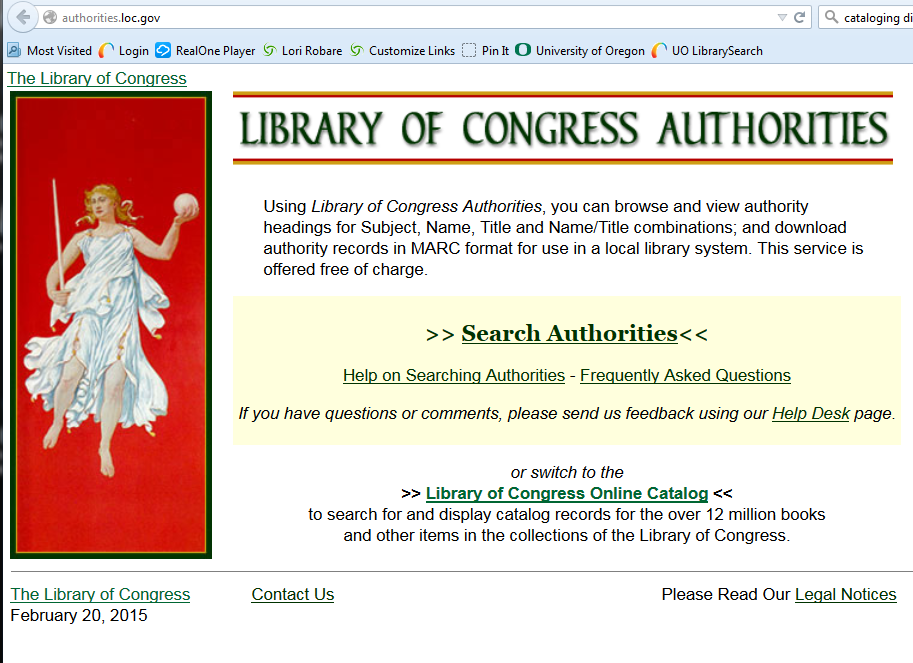 authorities.loc.gov
cataloging di
Most Visited Login RealOne Player Lori Robare Customize Links Pin It University of Oregon UO LibrarySearch
The Library of Congress
LIBRARY OF CONGRESS AUTHORITIES
Using Library of Congress Authorities, you can browse and view authority
headings for Subject, Name, Title and Name/Title combinations; and download
authority records in MARC format for use in a local library system. This service is
offered free of charge.
>> Search Authorities<<
Help on Searching Authorities - Frequently Asked Questions
If you have questions or comments, please send us feedback using our Help Desk page.
or switch to the
>> Library of Congress Online Catalog <<
to search for and display catalog records for the over 12 million books
and other items in the collections of the Library of Congress.
The Library of Congress Contact Us Please Read Our Legal Notices
February 20, 2015